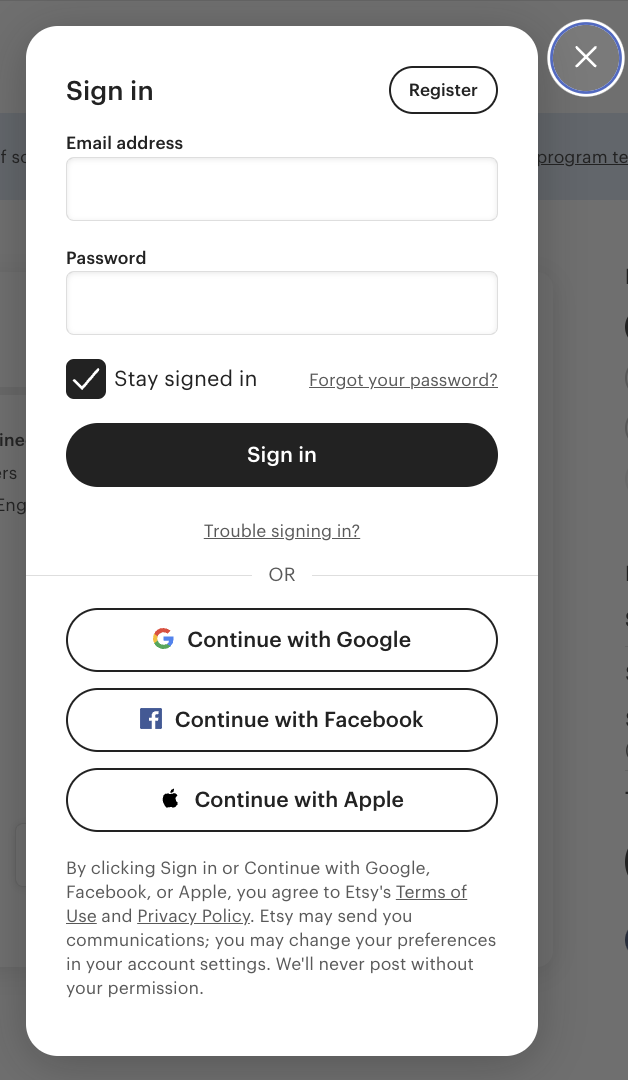 Sign in
Register
Email address
Password
Stay signed in
Forgot your password?
Sign in
Trouble signing in?
OR
Continue with Google
Continue with Facebook
Continue with Apple
By clicking Sign in or Continue with Google,
Facebook, or Apple, you agree to Etsy's Terms of
Use and Privacy Policy. Etsy may send you
communications; you may change your preferences
in your account settings. We'll never post without
your permission.
program